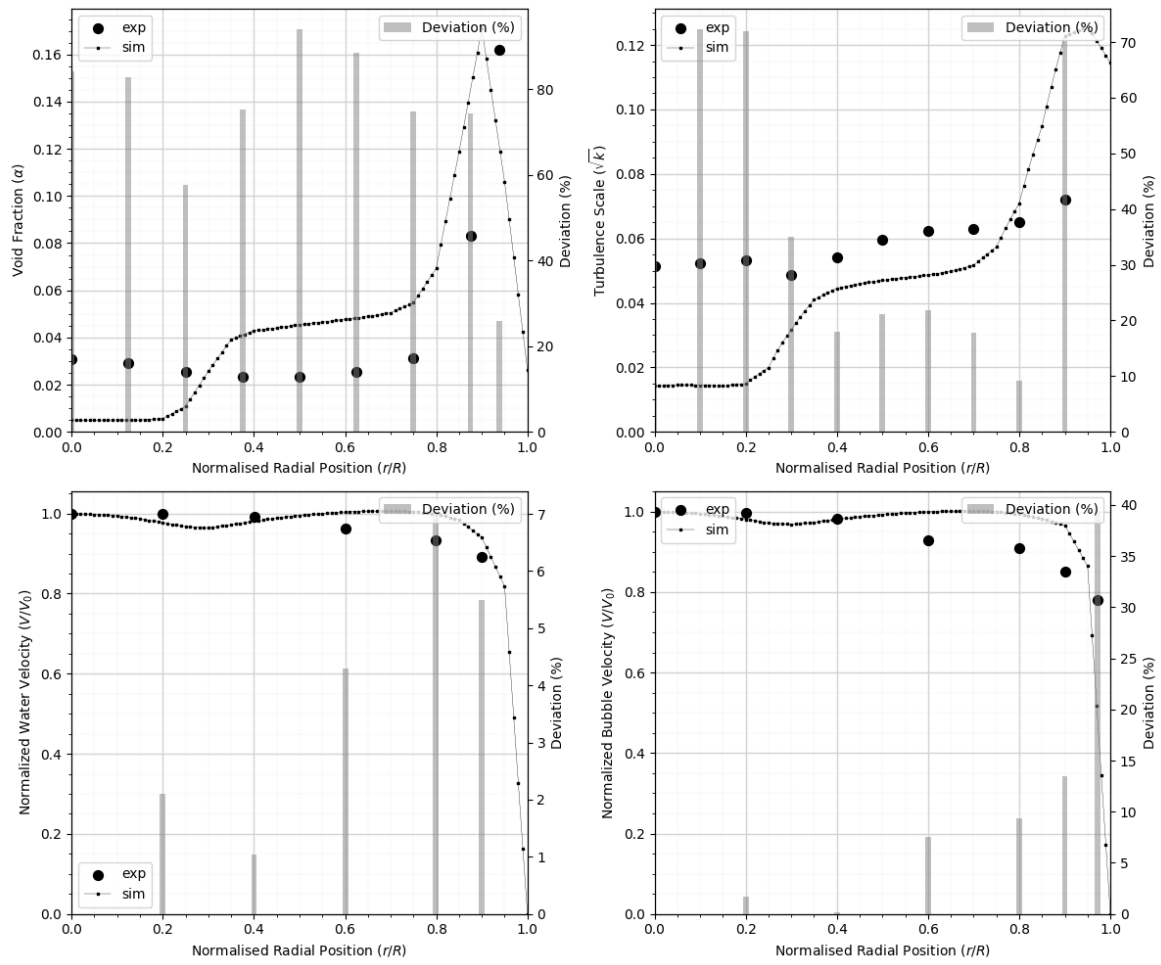 exp
sim
Deviation (%)
0.16
0.14
0.12
0.10
0.08
0.06
0.04
0.02
0.00
Void Fraction (α)
80
60
40
20
0
Deviation (%)
0.0 0.2 0.4 0.6 0.8 1.0
Normalised Radial Position (r/R)
exp
sim
Deviation (%)
0.12
0.10
0.08
0.06
0.04
0.02
0.00
Turbulence Scale (√k)
70
60
50
40
30
20
10
0
Deviation (%)
0.0 0.2 0.4 0.6 0.8 1.0
Normalised Radial Position (r/R)
Deviation (%)
1.0
0.8
0.6
0.4
0.2
0.0
Normalized Water Velocity (V/V₀)
exp
sim
7
6
5
4
3
2
1
0
Deviation (%)
0.0 0.2 0.4 0.6 0.8 1.0
Normalised Radial Position (r/R)
exp
sim
Deviation (%)
1.0
0.8
0.6
0.4
0.2
0.0
Normalized Bubble Velocity (V/V₀)
40
35
30
25
20
15
10
5
0
Deviation (%)
0.0 0.2 0.4 0.6 0.8 1.0
Normalised Radial Position (r/R)